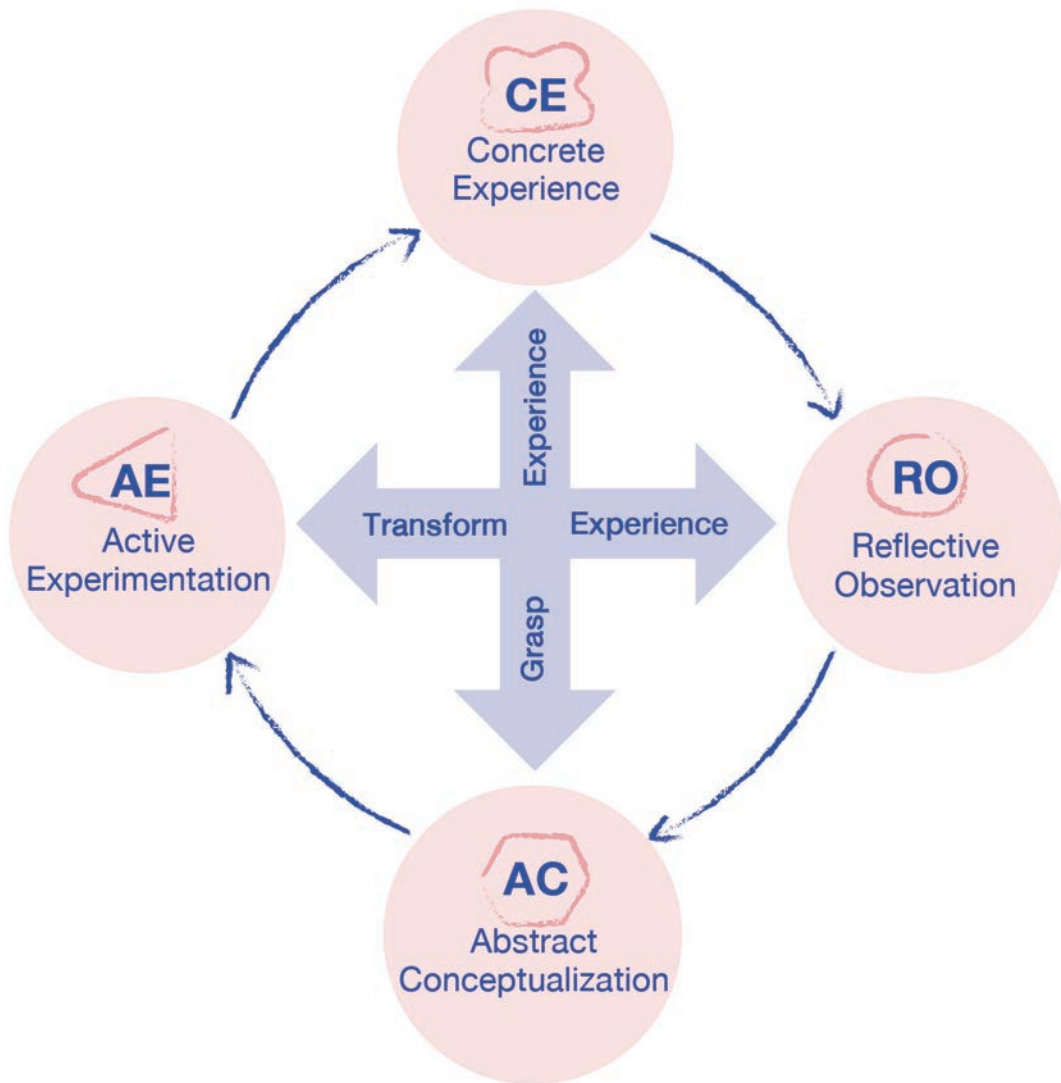 CE
Concrete
Experience
Experience
AE
Active
Experimentation
Transform Experience
RO
Reflective
Observation
Grasp
AC
Abstract
Conceptualization